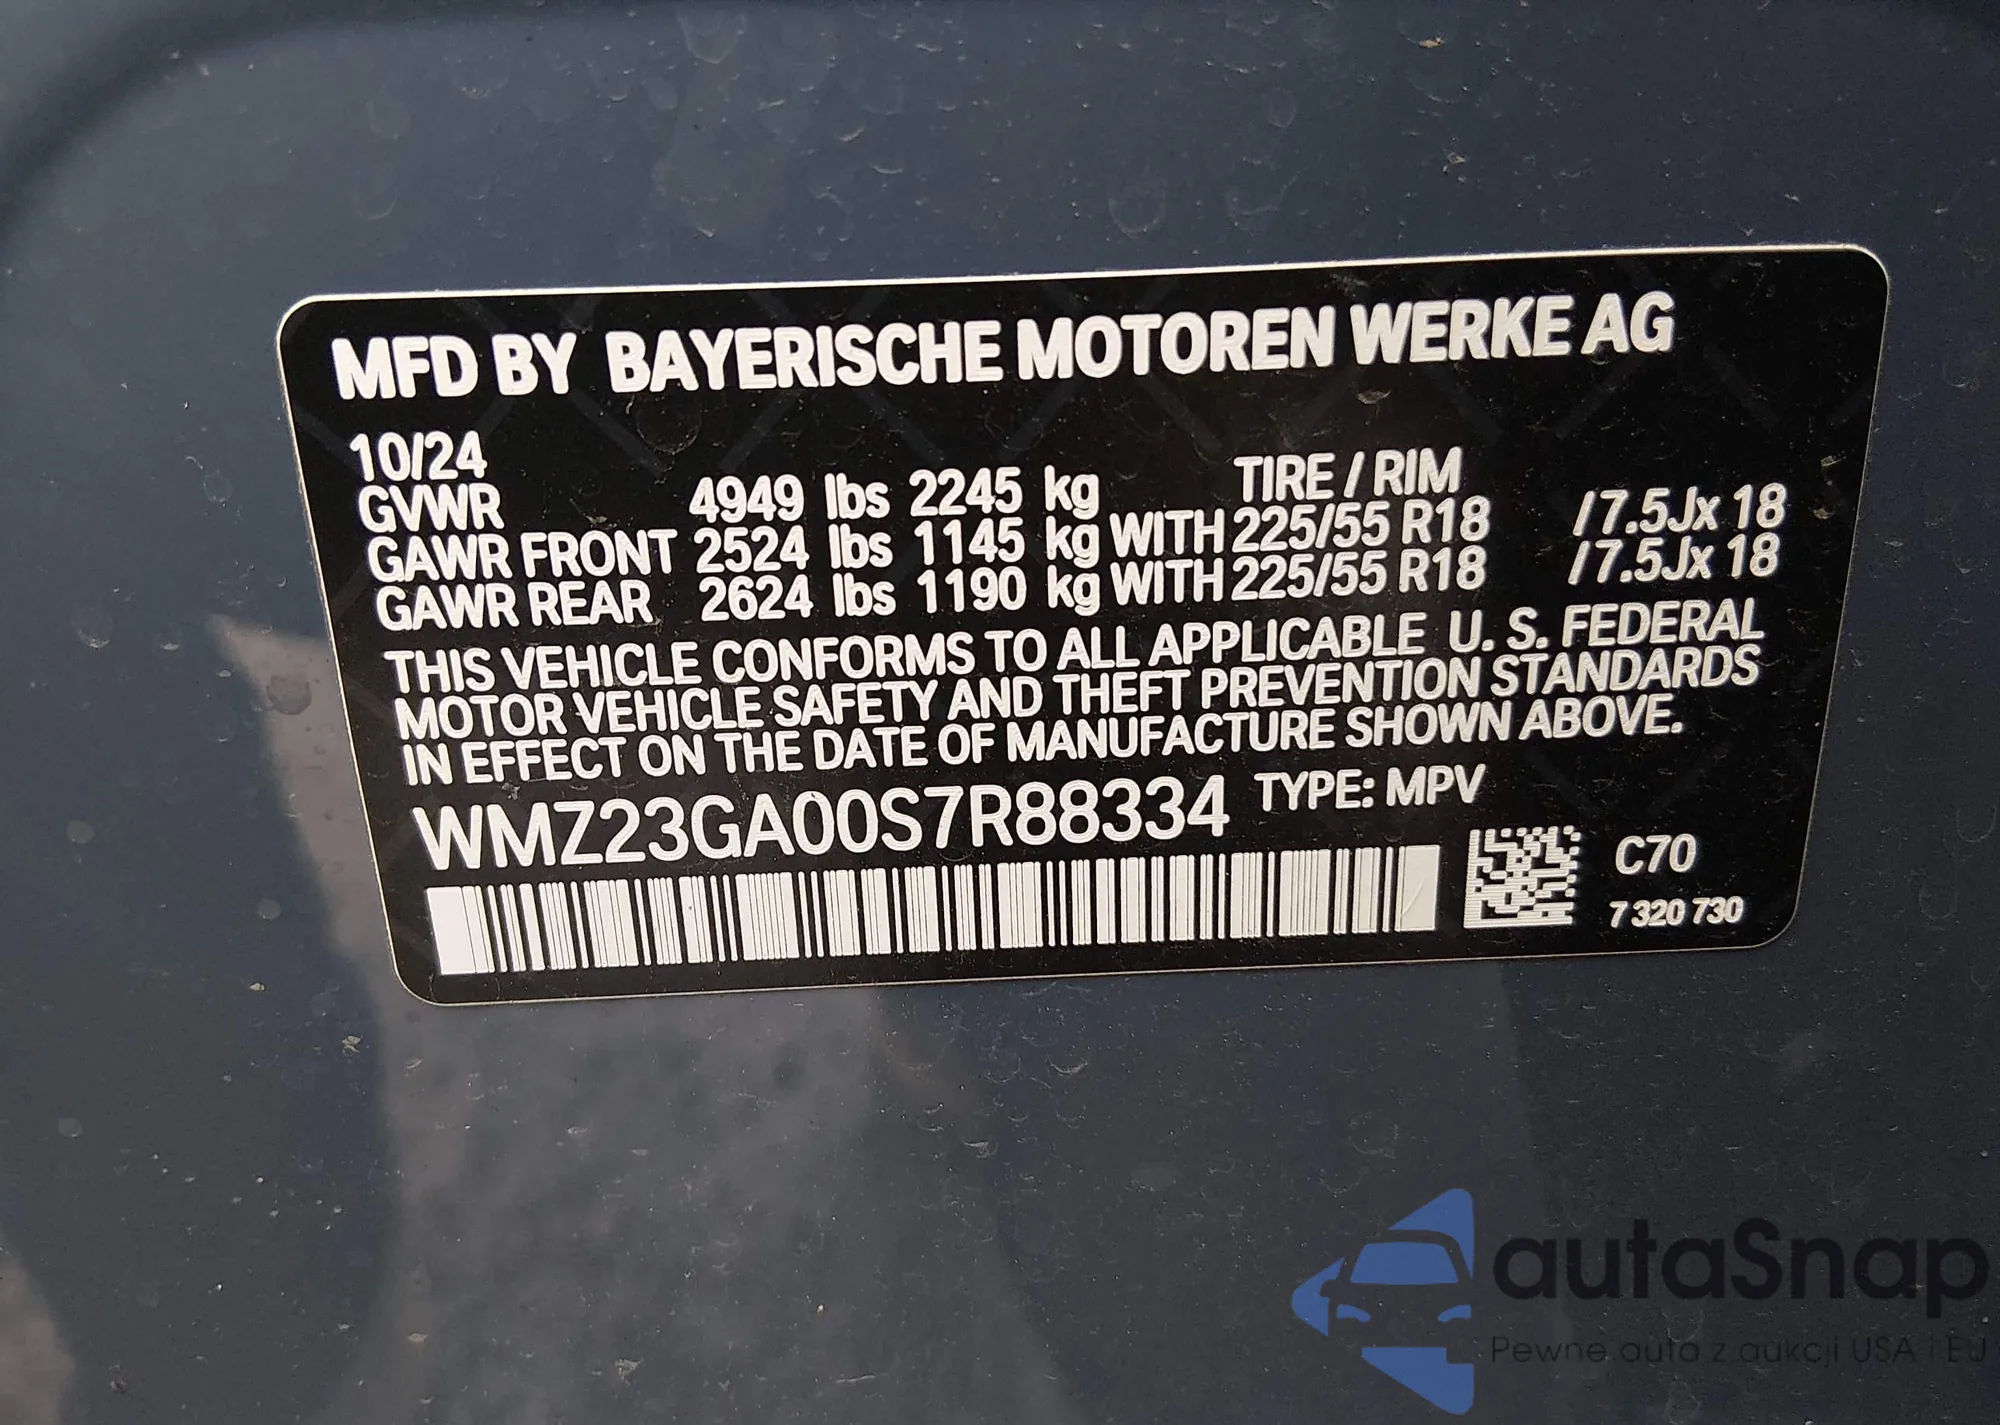 MFD BY BAYERISCHE MOTOREN WERKE AG
10/24 TIRE / RIM
GVWR 4949 lbs 2245 kg
GAWR FRONT 2524 lbs 1145 kg WITH 225/55 R18 / 7.5Jx 18
GAWR REAR 2624 lbs 1190 kg WITH 225/55 R18 / 7.5Jx 18
THIS VEHICLE CONFORMS TO ALL APPLICABLE U. S. FEDERAL
MOTOR VEHICLE SAFETY AND THEFT PREVENTION STANDARDS
IN EFFECT ON THE DATE OF MANUFACTURE SHOWN ABOVE.
WMZ23GA00S7R88334 TYPE: MPV
C70
7 320 730
autaSnap
Pewne auta z aukcji USA i EU